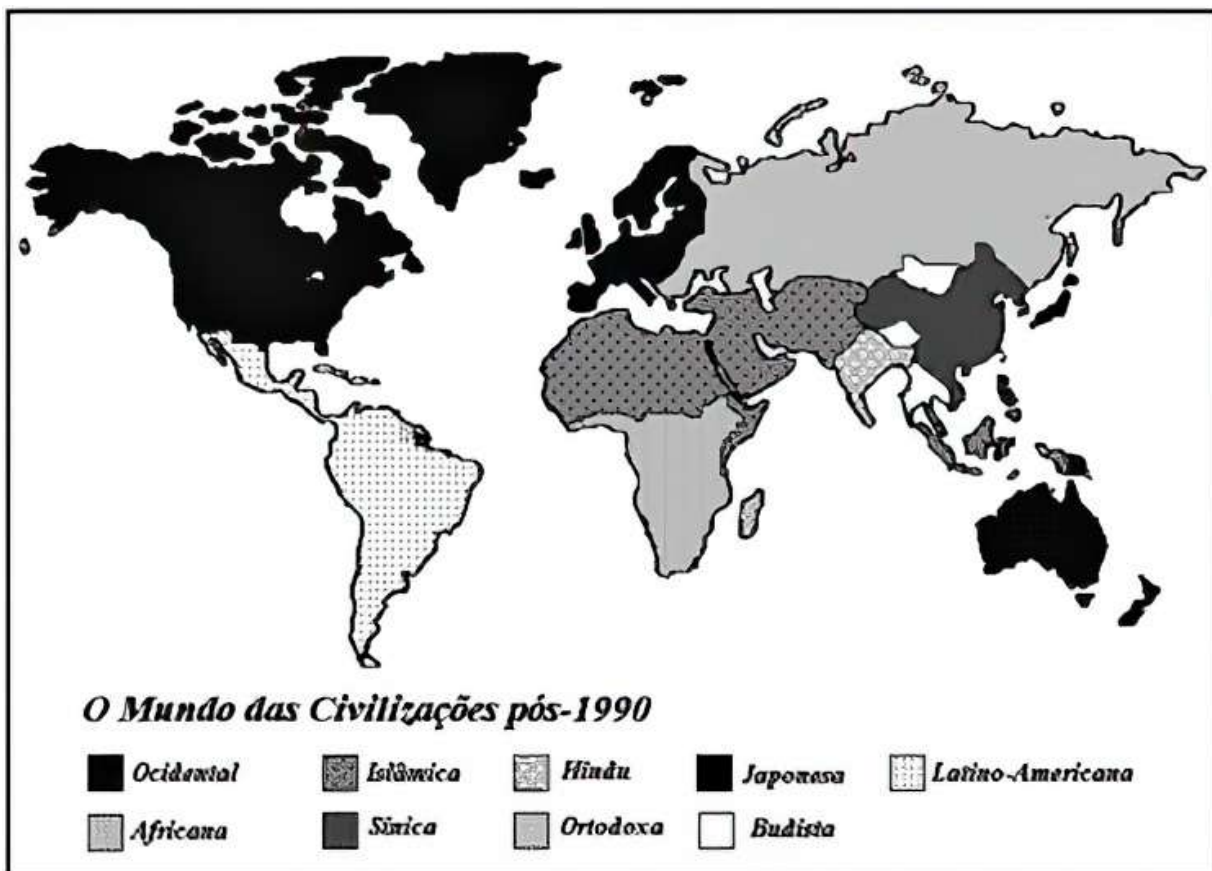 O Mundo das Civilizações pós-1990
Ocidental Islâmica Hindu Japonesa Latino-Americana
Africana Sínica Ortodoxa Budista